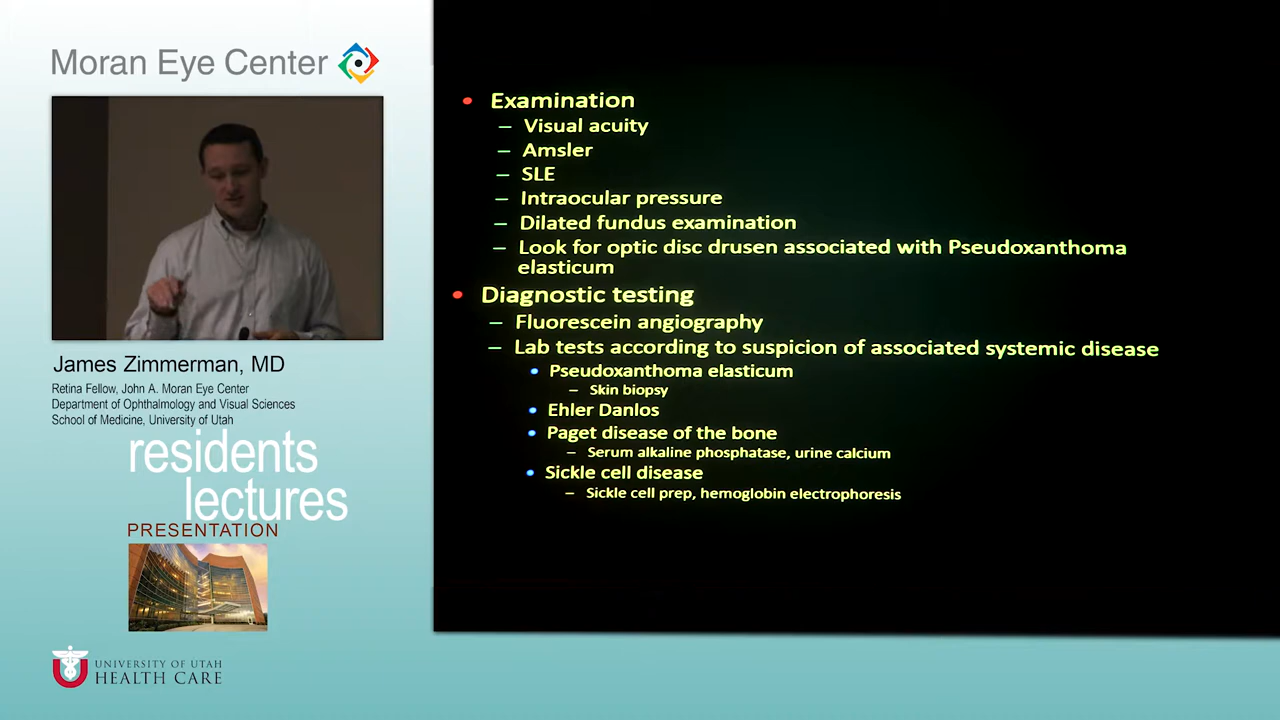 Moran Eye Center
James Zimmerman, MD
Retina Fellow, John A. Moran Eye Center
Department of Ophthalmology and Visual Sciences
School of Medicine, University of Utah
residents
lectures
PRESENTATION
UNIVERSITY OF UTAH
HEALTH CARE
• Examination
– Visual acuity
– Amsler
– SLE
– Intraocular pressure
– Dilated fundus examination
– Look for optic disc drusen associated with Pseudoxanthoma
elasticum
• Diagnostic testing
– Fluorescein angiography
– Lab tests according to suspicion of associated systemic disease
• Pseudoxanthoma elasticum
– Skin biopsy
• Ehler Danlos
• Paget disease of the bone
– Serum alkaline phosphatase, urine calcium
• Sickle cell disease
– Sickle cell prep, hemoglobin electrophoresis